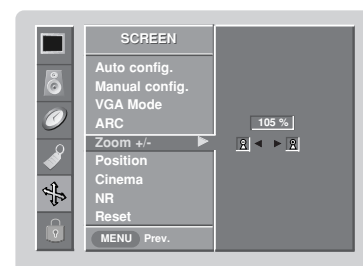 SCREEN
Auto config.
Manual config.
VGA Mode
ARC
Zoom +/-
Position
Cinema
NR
Reset
MENU Prev.
105 %